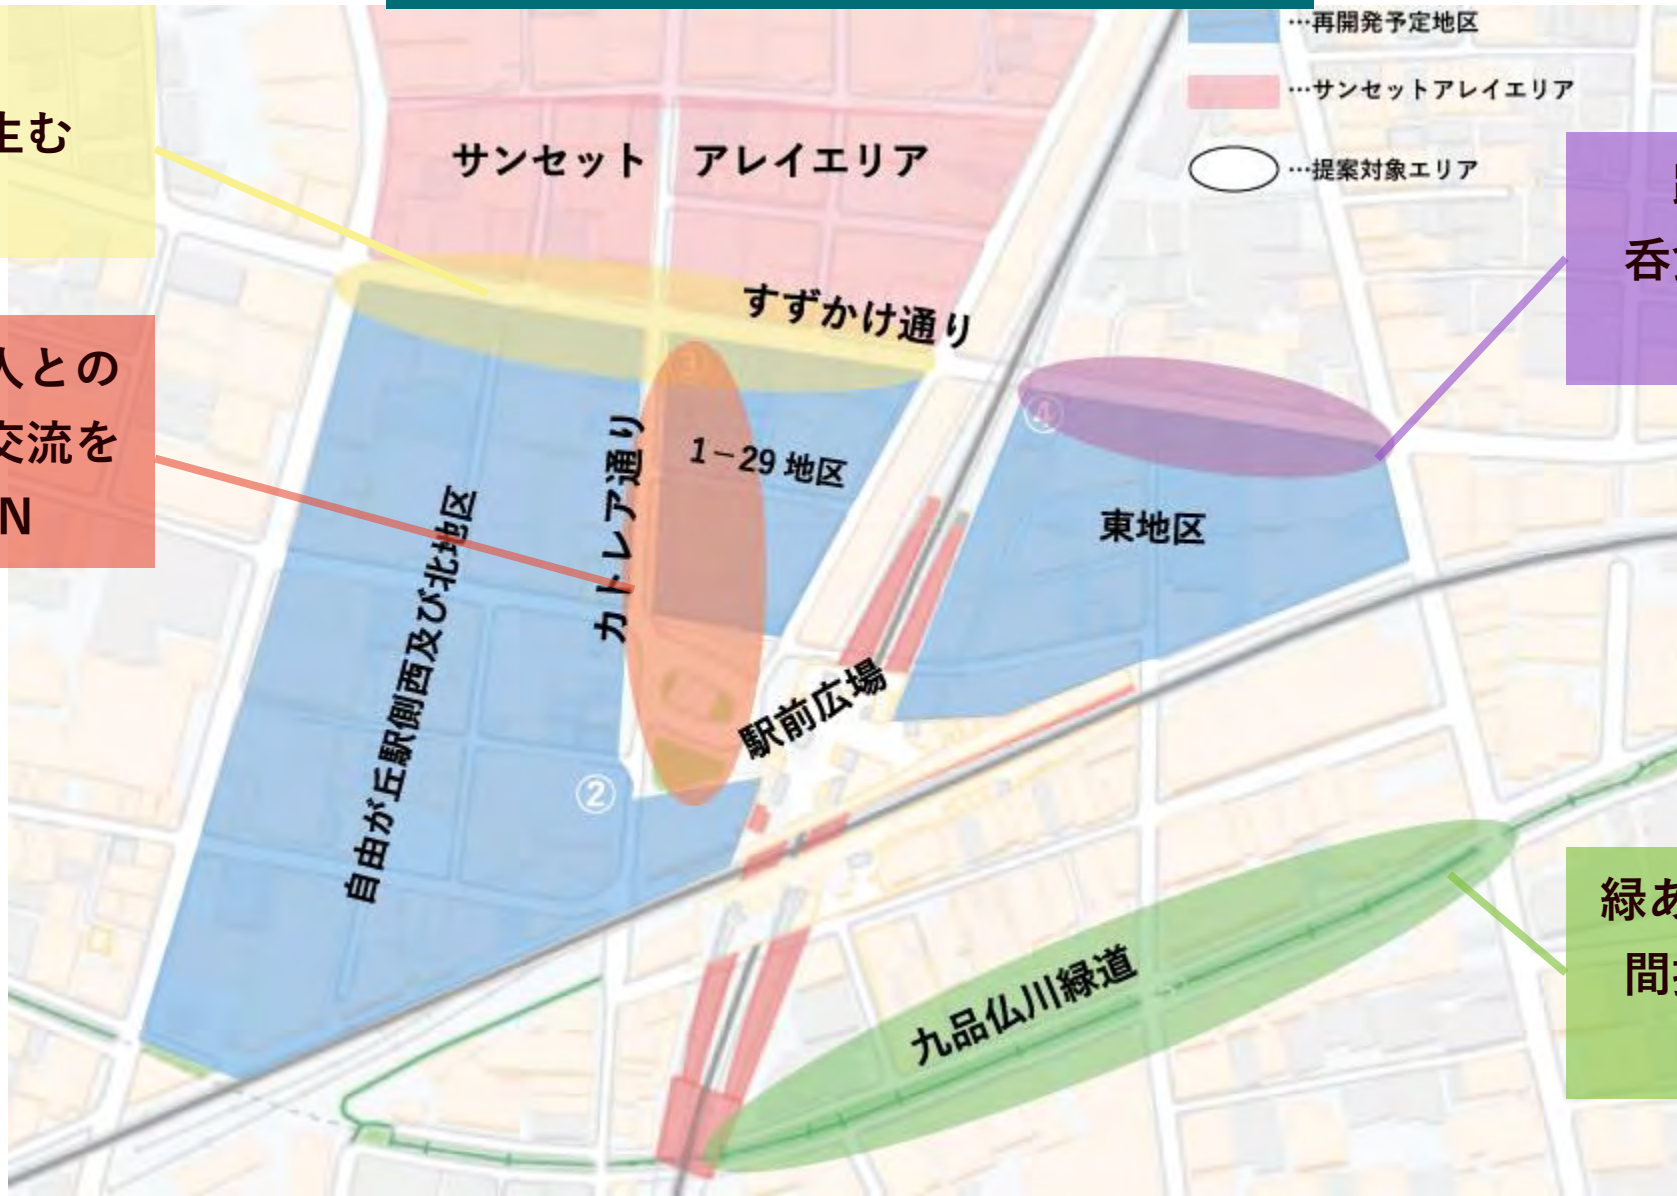 …再開発予定地区
…サンセットアレイエリア
…提案対象エリア
生む
サンセット アレイエリア
呑
すずかけ通り
人との
交流を
N
③
④
カトレア通り
1−29 地区
東地区
自由が丘駅側西及び北地区
駅前広場
②
緑あ
間
九品仏川緑道